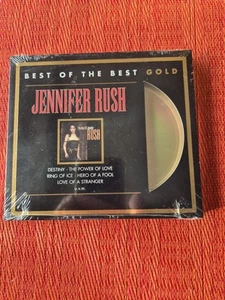 BEST OF THE BEST GOLD
JENNIFER RUSH
RUSH
DESTINY · THE POWER OF LOVE
RING OF ICE · HERO OF A FOOL
LOVE OF A STRANGER